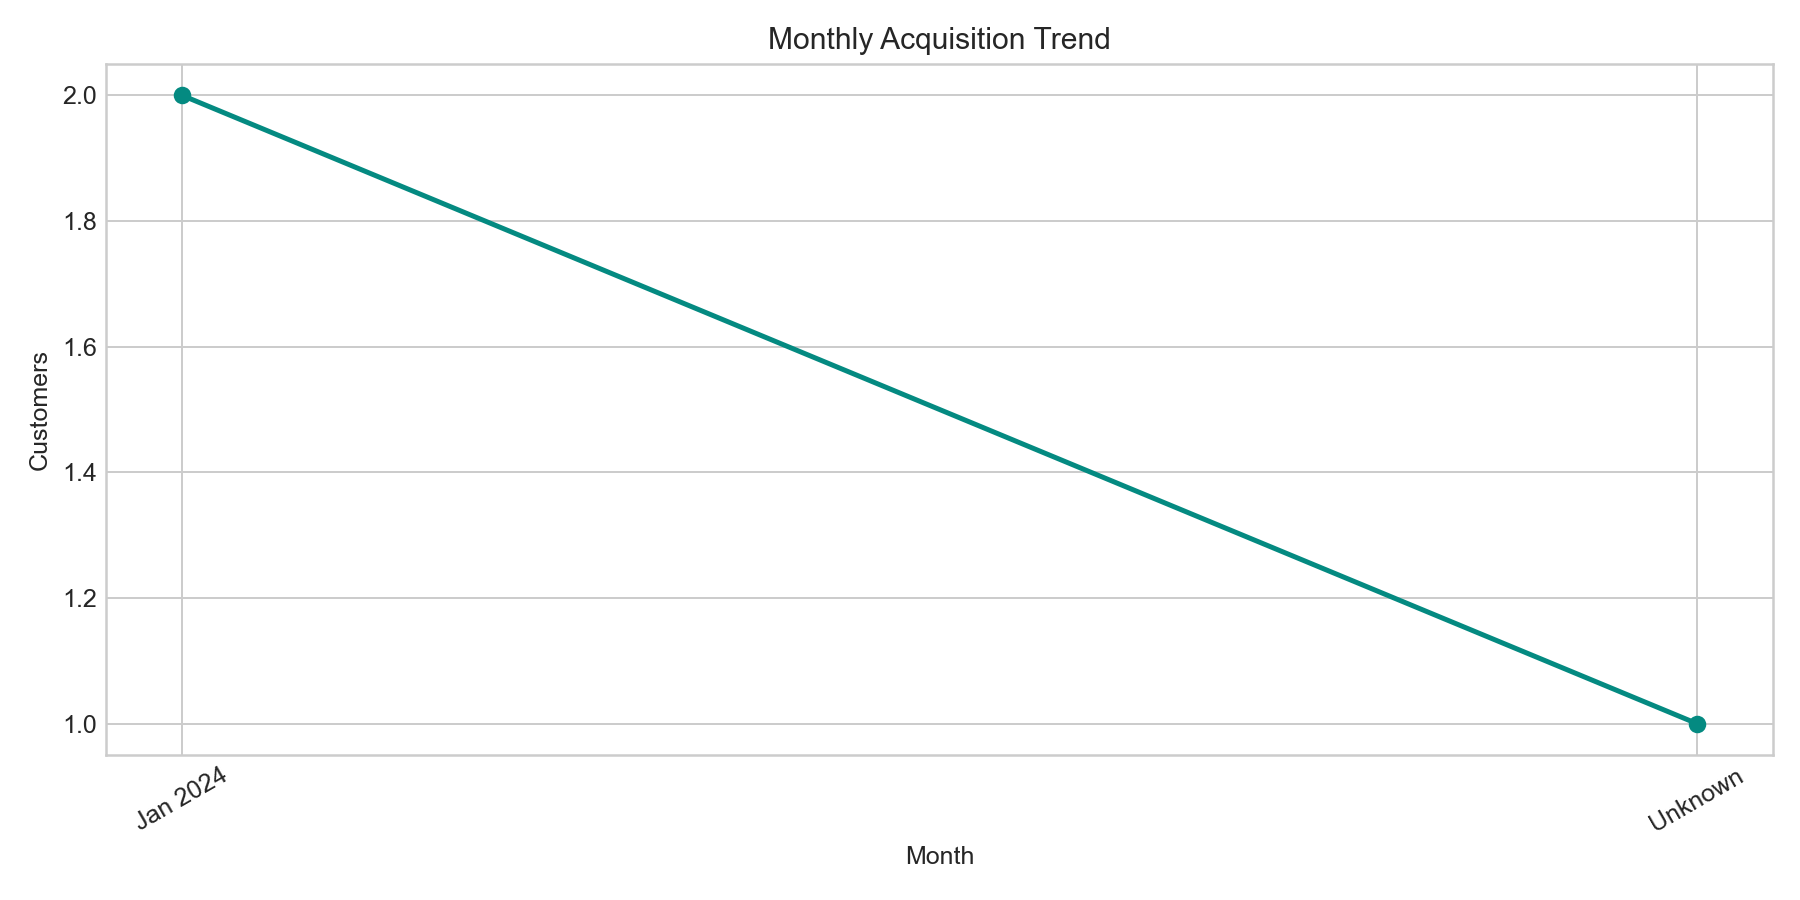 Monthly Acquisition Trend
2.0
1.8
1.6
1.4
1.2
1.0
Customers
Jan 2024
Unknown
Month